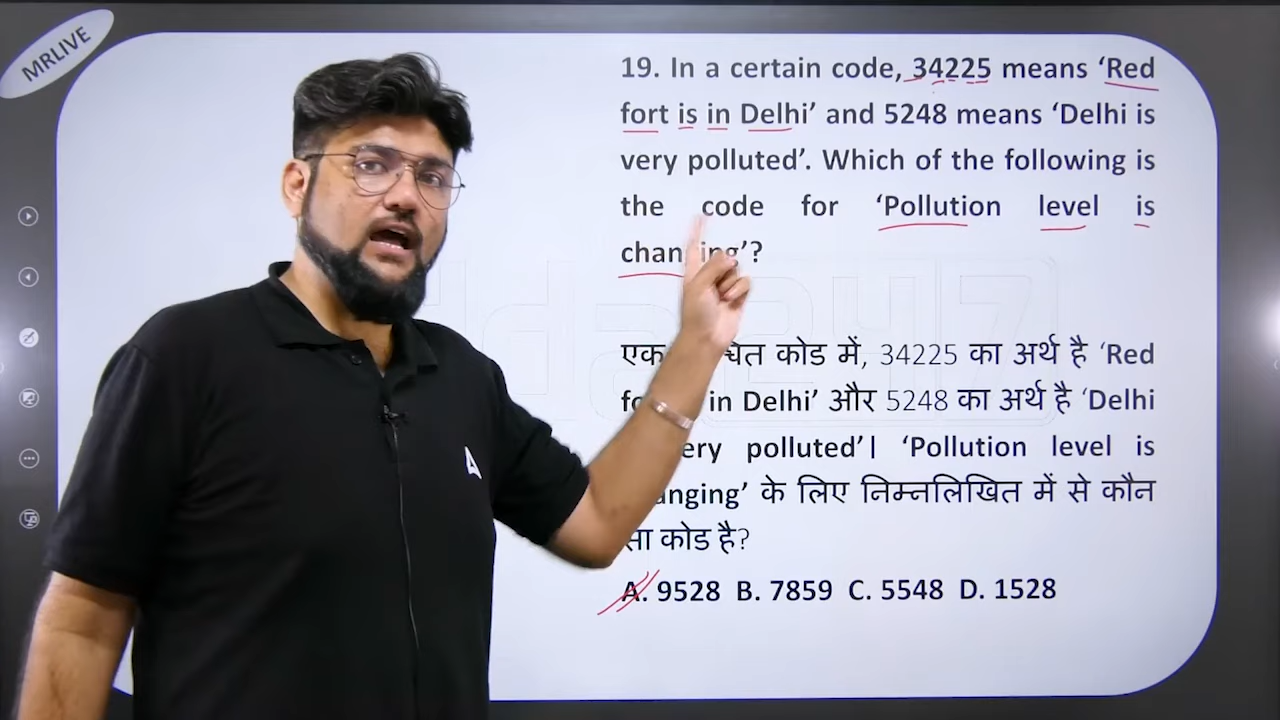 MRLIVE
19. In a certain code, 34225 means ‘Red
fort is in Delhi’ and 5248 means ‘Delhi is
very polluted’. Which of the following is
the code for ‘Pollution level is
changing’?
एक कोड में, 34225 का अर्थ है ‘Red
in Delhi’ और 5248 का अर्थ है ‘Delhi
polluted’। ‘Pollution level is
के लिए निम्नलिखित में से कौन
सा कोड है?
A. 9528 B. 7859 C. 5548 D. 1528